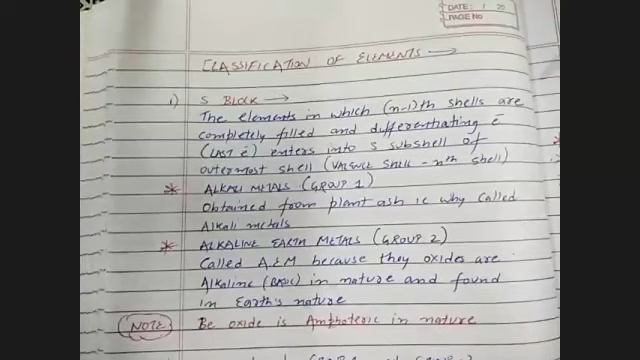 DATE: / 20
PAGE No
CLASSIFICATION OF ELEMENTS →
i) S BLOCK →
The elements in which (n-1)th shells are
completely filled and differentiating e̅
(LAST e̅) enters into s subshell of
outermost shell (VALENCE SHELL - nth shell)
* ALKALI METALS (GROUP 1)
Obtained from plant ash ie why called
Alkali metals
* ALKALINE EARTH METALS (GROUP 2)
Called A.E.M because they oxides are
Alkaline (BASIC) in nature and found
in Earth's nature
NOTE Be oxide is Amphoteric in nature